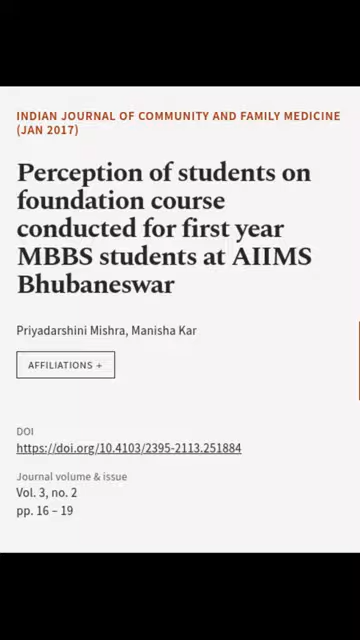 INDIAN JOURNAL OF COMMUNITY AND FAMILY MEDICINE
(JAN 2017)
Perception of students on
foundation course
conducted for first year
MBBS students at AIIMS
Bhubaneswar
Priyadarshini Mishra, Manisha Kar
AFFILIATIONS +
DOI
https://doi.org/10.4103/2395-2113.251884
Journal volume & issue
Vol. 3, no. 2
pp. 16 – 19